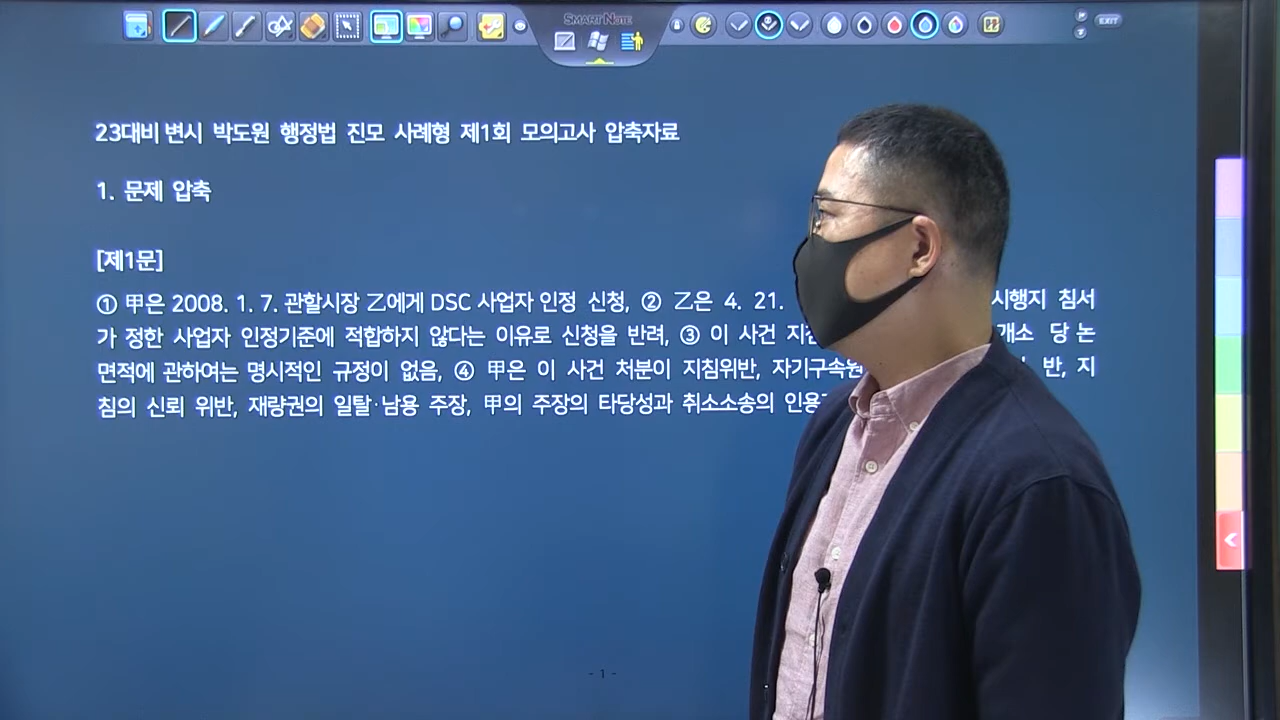 SMARTNOTE
EXIT
23대비 변시 박도원 행정법 진모 사례형 제1회 모의고사 압축자료
1. 문제 압축
[제1문]
① 甲은 2008. 1. 7. 관할시장 乙에게 DSC 사업자 인정 신청, ② 乙은 4. 21. 시행지 침서
가 정한 사업자 인정기준에 적합하지 않다는 이유로 신청을 반려, ③ 이 사건 지침 개소 당 논
면적에 관하여는 명시적인 규정이 없음, ④ 甲은 이 사건 처분이 지침위반, 자기구속원 반, 지
침의 신뢰 위반, 재량권의 일탈·남용 주장, 甲의 주장의 타당성과 취소소송의 인용
- 1 -